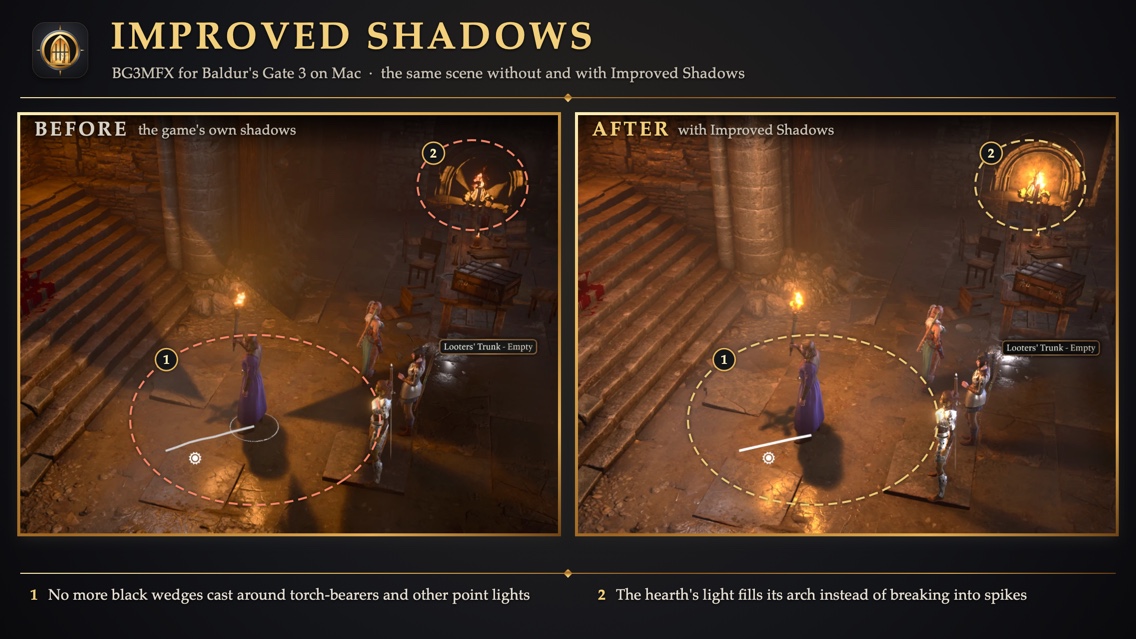 IMPROVED SHADOWS
BG3MFX for Baldur's Gate 3 on Mac · the same scene without and with Improved Shadows
BEFORE the game's own shadows
2
1
Looters' Trunk - Empty
AFTER with Improved Shadows
2
1
Looters' Trunk - Empty
1 No more black wedges cast around torch-bearers and other point lights
2 The hearth's light fills its arch instead of breaking into spikes